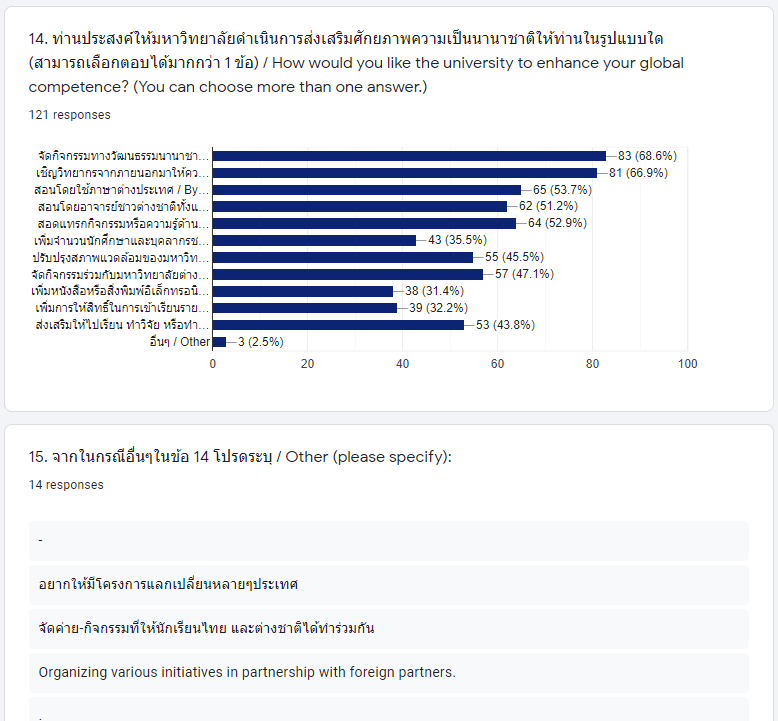 14. ท่านประสงค์ให้มหาวิทยาลัยดำเนินการส่งเสริมศักยภาพความเป็นนานาชาติให้ท่านในรูปแบบใด
(สามารถเลือกตอบได้มากกว่า 1 ข้อ) / How would you like the university to enhance your global
competence? (You can choose more than one answer.)
121 responses
จัดกิจกรรมทางวัฒนธรรมนานาชา... 83 (68.6%)
เชิญวิทยากรจากภายนอกมาให้คว... 81 (66.9%)
สอนโดยใช้ภาษาต่างประเทศ / By... 65 (53.7%)
สอนโดยอาจารย์ชาวต่างชาติทั้งแ... 62 (51.2%)
สอดแทรกกิจกรรมหรือความรู้ด้าน... 64 (52.9%)
เพิ่มจำนวนนักศึกษาและบุคลากรช... 43 (35.5%)
ปรับปรุงสภาพแวดล้อมของมหาวิท... 55 (45.5%)
จัดกิจกรรมร่วมกับมหาวิทยาลัยต่าง... 57 (47.1%)
เพิ่มหนังสือหรือสิ่งพิมพ์อิเล็กทรอนิ... 38 (31.4%)
เพิ่มการให้สิทธิ์ในการเข้าเรียนราย... 39 (32.2%)
ส่งเสริมให้ไปเรียน ทำวิจัย หรือทำ... 53 (43.8%)
อื่นๆ / Other 3 (2.5%)
0 20 40 60 80 100
15. จากในกรณีอื่นๆในข้อ 14 โปรดระบุ / Other (please specify):
14 responses
-
อยากให้มีโครงการแลกเปลี่ยนหลายๆประเทศ
จัดค่าย-กิจกรรมที่ให้นักเรียนไทย และต่างชาติได้ทำร่วมกัน
Organizing various initiatives in partnership with foreign partners.
.